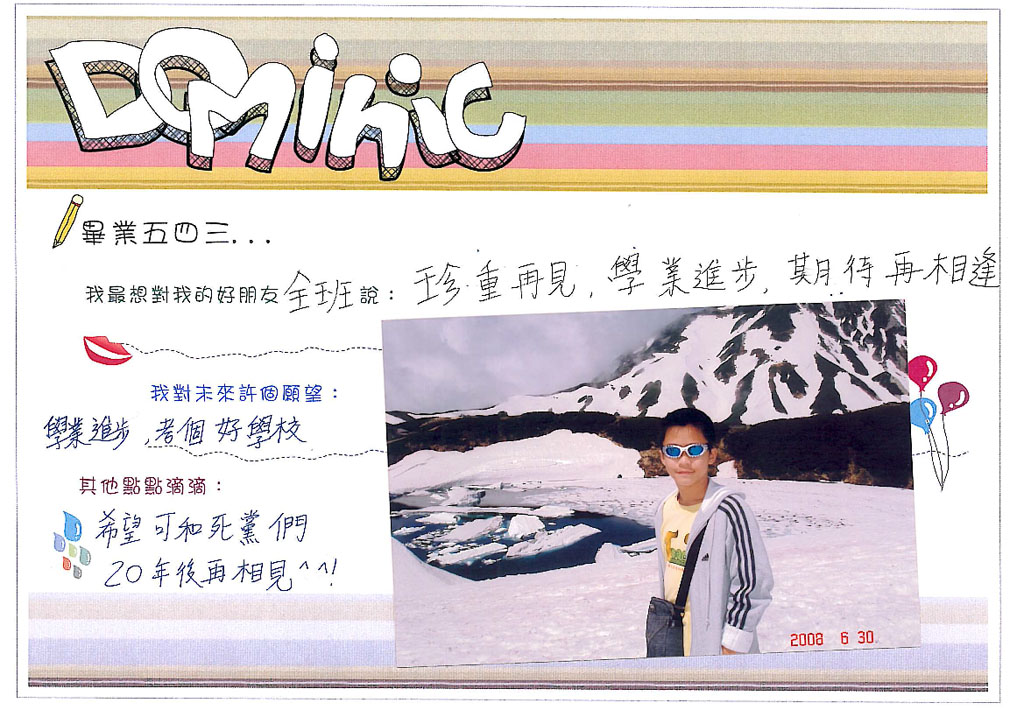 DOMiniC
畢業五四三...
我最想對我的好朋友全班說：珍重再見，學業進步，期待再相逢
我對未來許個願望：
學業進步，考個好學校
其他點點滴滴：
希望可和死黨們
20年後再相見^^!
2008 6 30